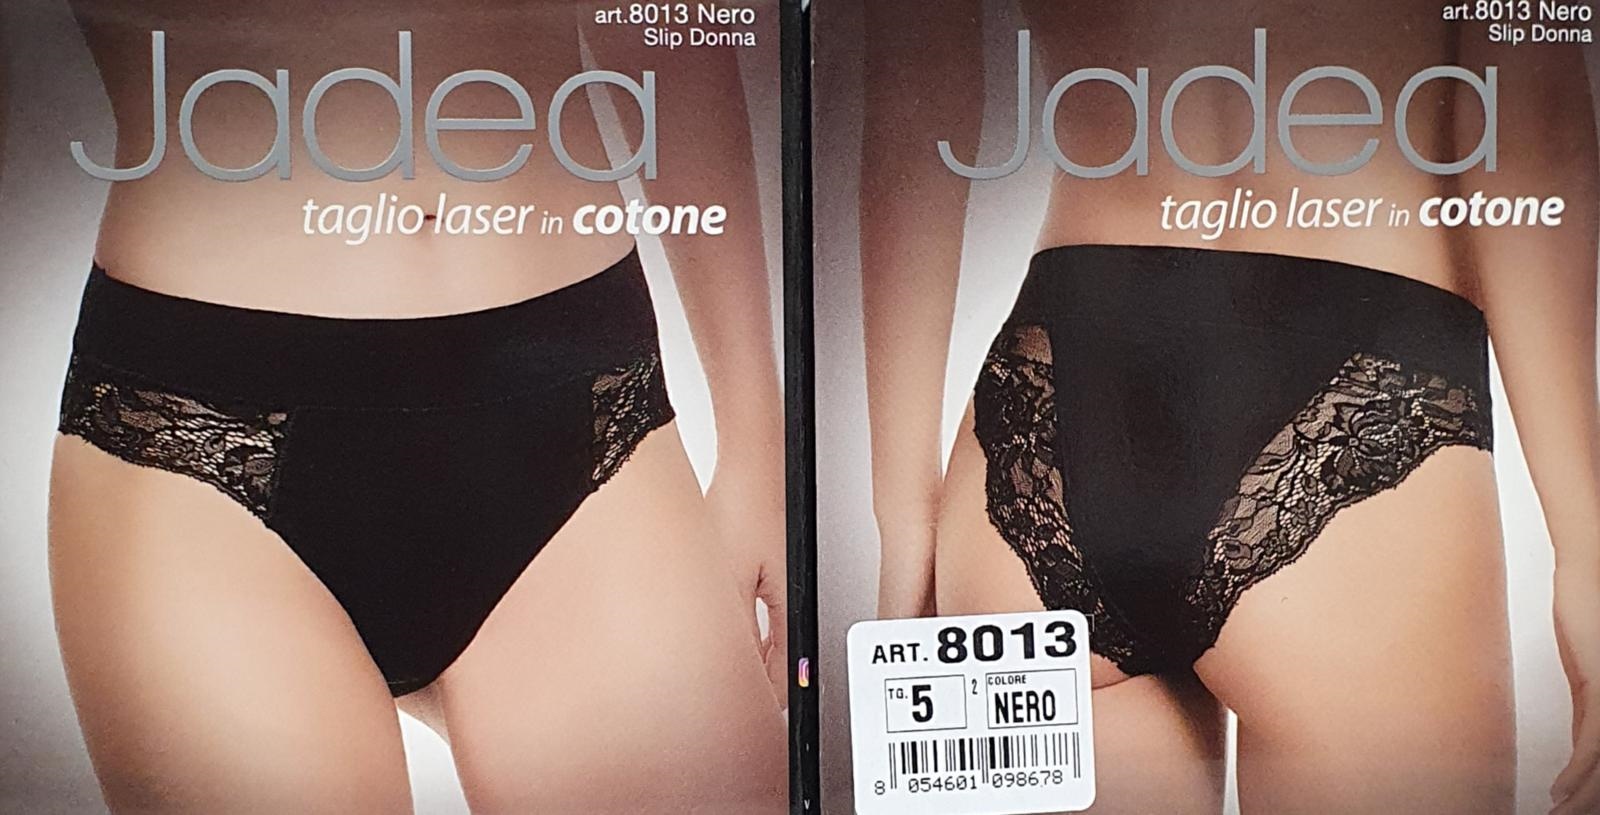 art.8013 Nero
Slip Donna
Jadea
taglio laser in cotone
art.8013 Nero
Slip Donna
Jadea
taglio laser in cotone
ART. 8013
TG. 5 2 COLORE NERO
8 054601 098678